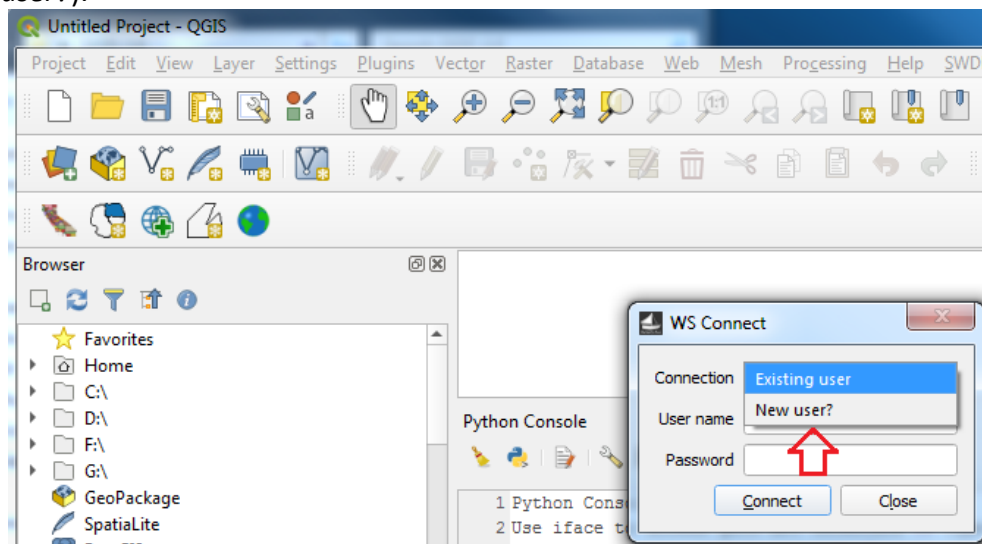 Untitled Project - QGIS
Project Edit View Layer Settings Plugins Vector Raster Database Web Mesh Processing Help SWD
1:1
a
Browser
Favorites
Home
C:\
D:\
F:\
G:\
GeoPackage
SpatiaLite
WS Connect
Connection Existing user
New user?
User name
Password
Connect Close
Python Console
1 Python Cons
2 Use iface t